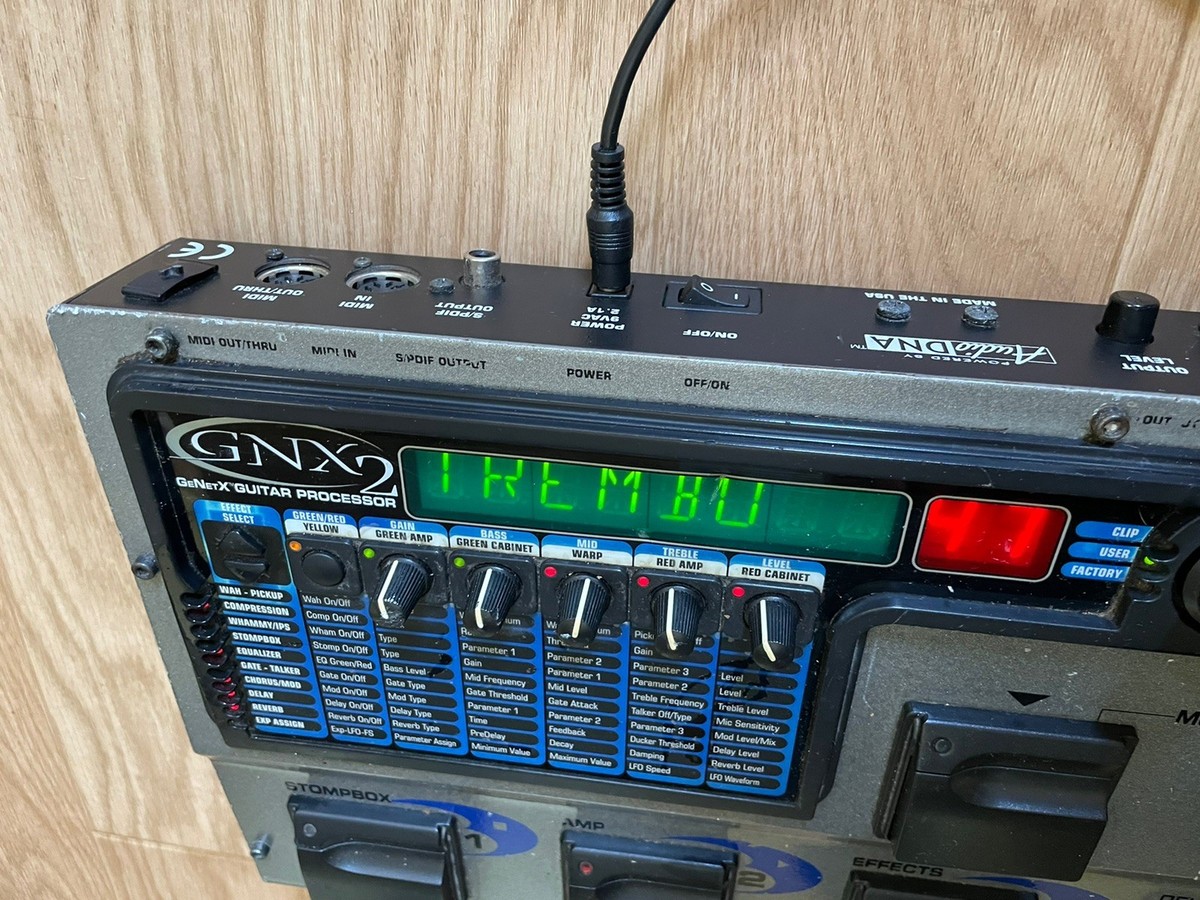 CE
MIDI
OUT/THRU
MIDI
IN
S/PDIF
OUTPUT
POWER
9VAC
2.1A
ON/OFF
MADE IN THE USA
POWERED BY
AudioDNA™
OUTPUT
LEVEL
MIDI OUT/THRU
MIDI IN
S/PDIF OUTPUT
POWER
OFF/ON
OUT
GNX2
GENETX™ GUITAR PROCESSOR
TREM BU
CLIP
USER
FACTORY
EFFECT
SELECT
GREEN/RED
YELLOW
GAIN
GREEN AMP
BASS
GREEN CABINET
MID
WARP
TREBLE
RED AMP
LEVEL
RED CABINET
WAH - PICKUP
Wah On/Off
COMPRESSION
Comp On/Off
WHAMMY/IPS
Wham On/Off
Type
Parameter 1
Parameter 2
Parameter 3
Level
STOMPBOX
Stomp On/Off
Type
Gain
Parameter 1
Parameter 2
Level
EQUALIZER
EQ Green/Red
Bass Level
Mid Frequency
Mid Level
Treble Frequency
Treble Level
GATE - TALKER
Gate On/Off
Gate Type
Gate Threshold
Gate Attack
Talker Off/Type
Mic Sensitivity
CHORUS/MOD
Mod On/Off
Mod Type
Parameter 1
Parameter 2
Parameter 3
Mod Level/Mix
DELAY
Delay On/Off
Delay Type
Time
Feedback
Ducker Threshold
Delay Level
REVERB
Reverb On/Off
Reverb Type
PreDelay
Decay
Damping
Reverb Level
EXP ASSIGN
Exp-LFO-FS
Parameter Assign
Minimum Value
Maximum Value
LFO Speed
LFO Waveform
STOMPBOX
1
AMP
2
EFFECTS